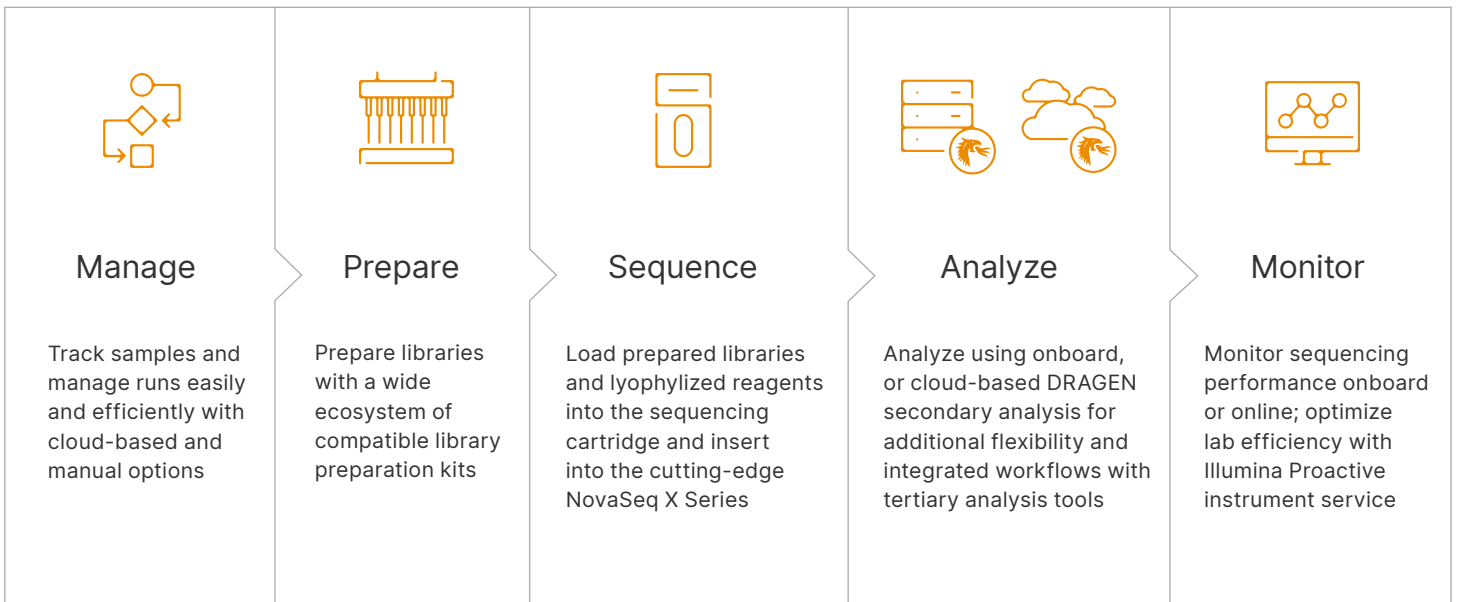 Manage
Track samples and
manage runs easily
and efficiently with
cloud-based and
manual options
Prepare
Prepare libraries
with a wide
ecosystem of
compatible library
preparation kits
Sequence
Load prepared libraries
and lyophylized reagents
into the sequencing
cartridge and insert
into the cutting-edge
NovaSeq X Series
Analyze
Analyze using onboard,
or cloud-based DRAGEN
secondary analysis for
additional flexibility and
integrated workflows with
tertiary analysis tools
Monitor
Monitor sequencing
performance onboard
or online; optimize
lab efficiency with
Illumina Proactive
instrument service